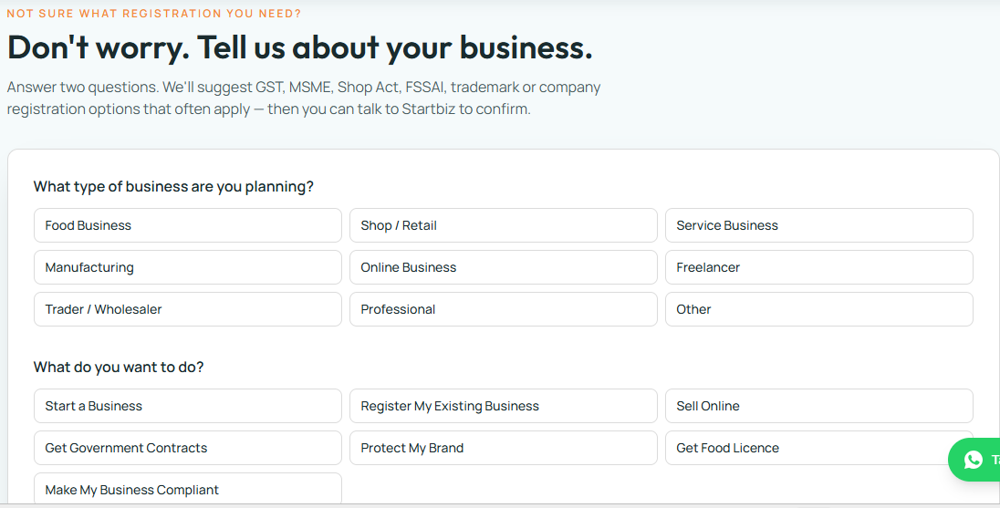 NOT SURE WHAT REGISTRATION YOU NEED?
Don't worry. Tell us about your business.
Answer two questions. We'll suggest GST, MSME, Shop Act, FSSAI, trademark or company
registration options that often apply — then you can talk to Startbiz to confirm.
What type of business are you planning?
Food Business
Shop / Retail
Service Business
Manufacturing
Online Business
Freelancer
Trader / Wholesaler
Professional
Other
What do you want to do?
Start a Business
Register My Existing Business
Sell Online
Get Government Contracts
Protect My Brand
Get Food Licence
Make My Business Compliant